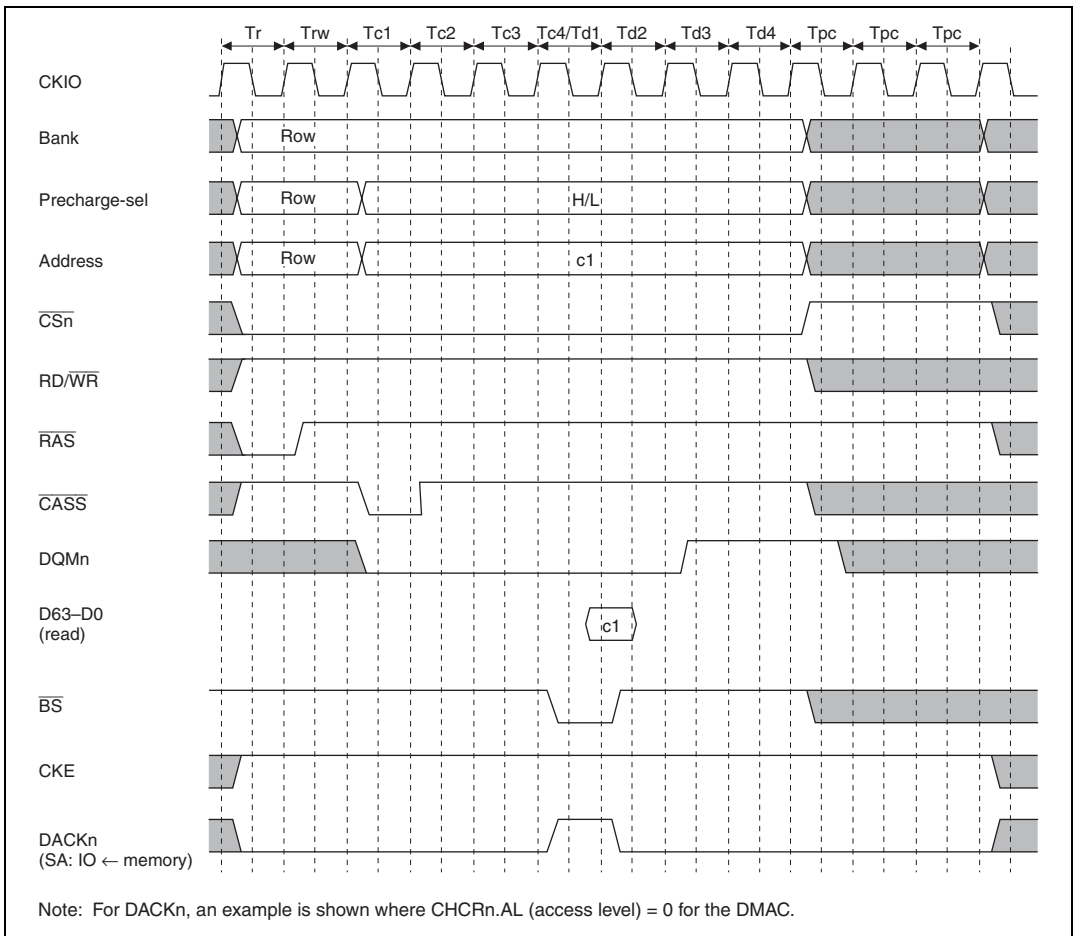 Tr Trw Tc1 Tc2 Tc3 Tc4/Td1 Td2 Td3 Td4 Tpc Tpc Tpc
CKIO
Bank Row
Precharge-sel Row H/L
Address Row c1
CSn
RD/WR
RAS
CASS
DQMn
D63–D0
(read)
c1
BS
CKE
DACKn
(SA: IO ← memory)
Note: For DACKn, an example is shown where CHCRn.AL (access level) = 0 for the DMAC.